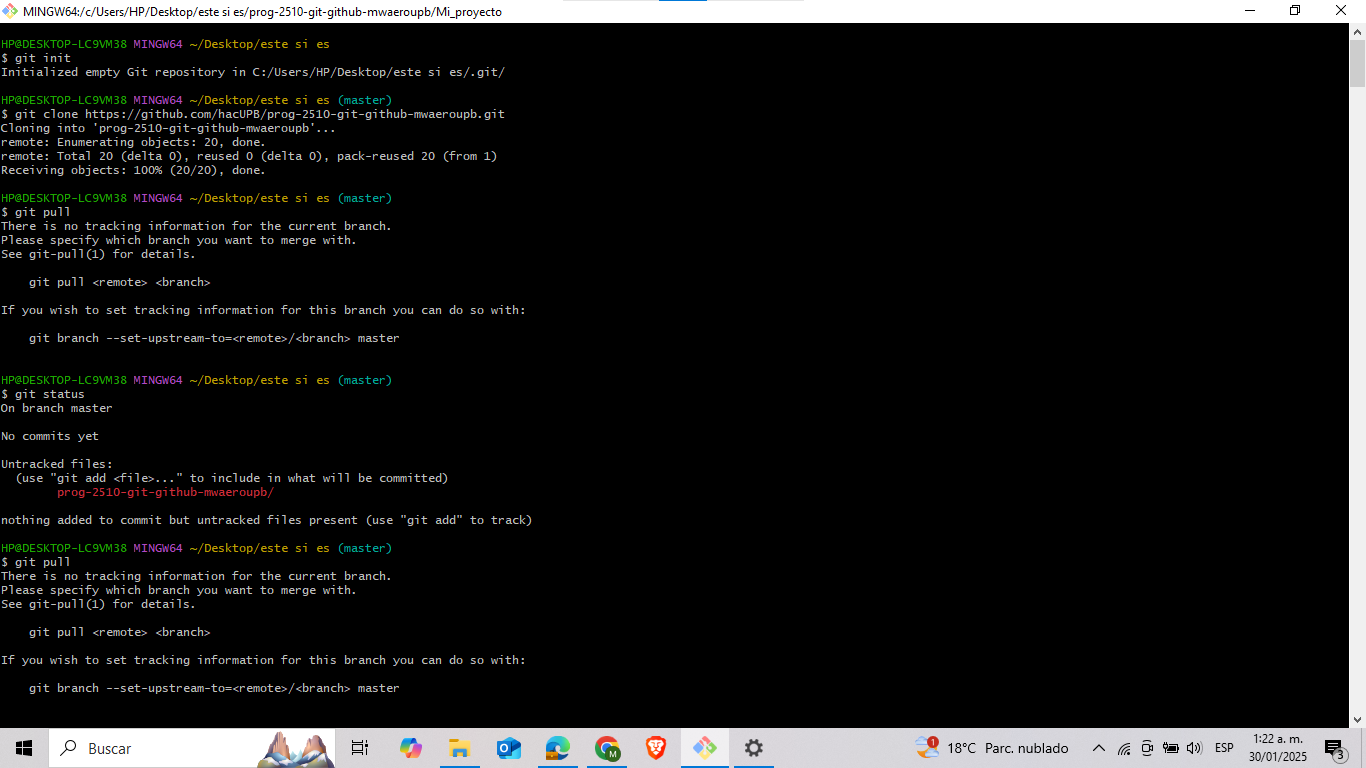 MINGW64:/c/Users/HP/Desktop/este si es/prog-2510-git-github-mwaeroupb/Mi_proyecto
HP@DESKTOP-LC9VM38 MINGW64 ~/Desktop/este si es
$ git init
Initialized empty Git repository in C:/Users/HP/Desktop/este si es/.git/
HP@DESKTOP-LC9VM38 MINGW64 ~/Desktop/este si es (master)
$ git clone https://github.com/hacUPB/prog-2510-git-github-mwaeroupb.git
Cloning into 'prog-2510-git-github-mwaeroupb'...
remote: Enumerating objects: 20, done.
remote: Total 20 (delta 0), reused 0 (delta 0), pack-reused 20 (from 1)
Receiving objects: 100% (20/20), done.
HP@DESKTOP-LC9VM38 MINGW64 ~/Desktop/este si es (master)
$ git pull
There is no tracking information for the current branch.
Please specify which branch you want to merge with.
See git-pull(1) for details.
    git pull <remote> <branch>
If you wish to set tracking information for this branch you can do so with:
    git branch --set-upstream-to=<remote>/<branch> master
HP@DESKTOP-LC9VM38 MINGW64 ~/Desktop/este si es (master)
$ git status
On branch master
No commits yet
Untracked files:
  (use "git add <file>..." to include in what will be committed)
        prog-2510-git-github-mwaeroupb/
nothing added to commit but untracked files present (use "git add" to track)
HP@DESKTOP-LC9VM38 MINGW64 ~/Desktop/este si es (master)
$ git pull
There is no tracking information for the current branch.
Please specify which branch you want to merge with.
See git-pull(1) for details.
    git pull <remote> <branch>
If you wish to set tracking information for this branch you can do so with:
    git branch --set-upstream-to=<remote>/<branch> master
Buscar
M
1
18°C Parc. nublado
ESP
1:22 a. m.
30/01/2025
3